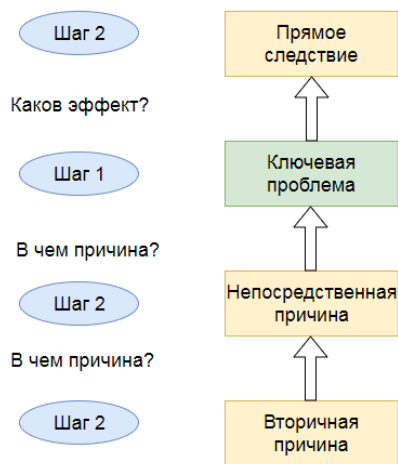 Шаг 2
Прямое
следствие
Каков эффект?
Шаг 1
Ключевая
проблема
В чем причина?
Шаг 2
Непосредственная
причина
В чем причина?
Шаг 2
Вторичная
причина